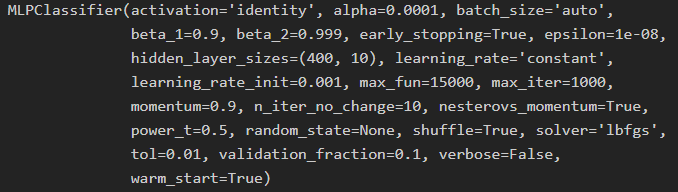 MLPClassifier(activation='identity', alpha=0.0001, batch_size='auto',
beta_1=0.9, beta_2=0.999, early_stopping=True, epsilon=1e-08,
hidden_layer_sizes=(400, 10), learning_rate='constant',
learning_rate_init=0.001, max_fun=15000, max_iter=1000,
momentum=0.9, n_iter_no_change=10, nesterovs_momentum=True,
power_t=0.5, random_state=None, shuffle=True, solver='lbfgs',
tol=0.01, validation_fraction=0.1, verbose=False,
warm_start=True)